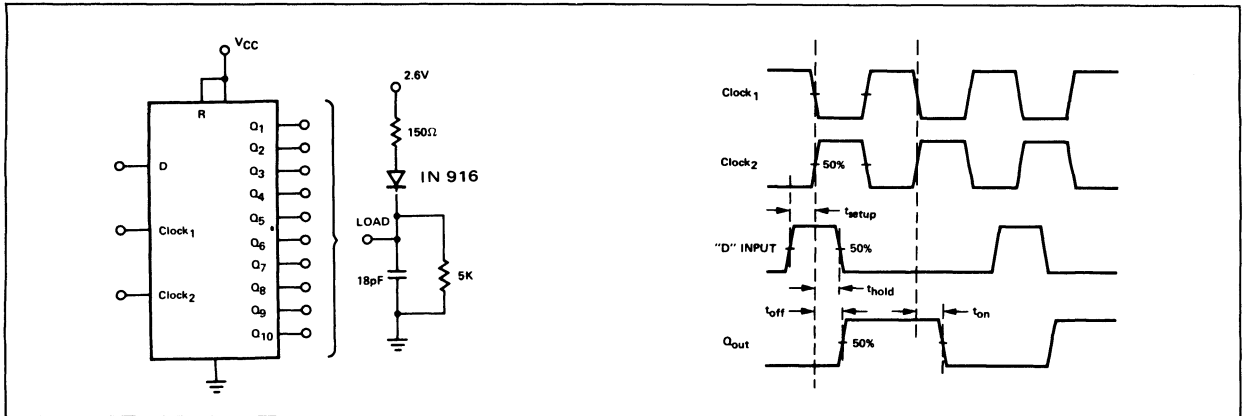 VCC
R
D
Clock1
Clock2
Q1
Q2
Q3
Q4
Q5
Q6
Q7
Q8
Q9
Q10
2.6V
150Ω
IN 916
LOAD
18pF
5K
Clock1
Clock2
50%
tsetup
"D" INPUT
50%
thold
toff
ton
Qout
50%